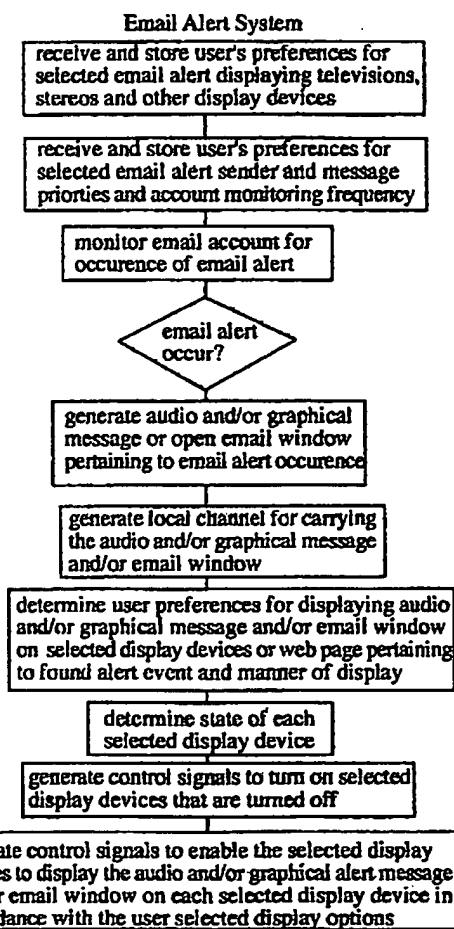 Email Alert System
receive and store user's preferences for
selected email alert displaying televisions,
stereos and other display devices
receive and store user's preferences for
selected email alert sender and message
priorities and account monitoring frequency
monitor email account for
occurence of email alert
email alert
occur?
generate audio and/or graphical
message or open email window
pertaining to email alert occurence
generate local channel for carrying
the audio and/or graphical message
and/or email window
determine user preferences for displaying audio
and/or graphical message and/or email window
on selected display devices or web page pertaining
to found alert event and manner of display
determine state of each
selected display device
generate control signals to turn on selected
display devices that are turned off
control signals to enable the selected display
to display the audio and/or graphical alert message
email window on each selected display device in
with the user selected display options